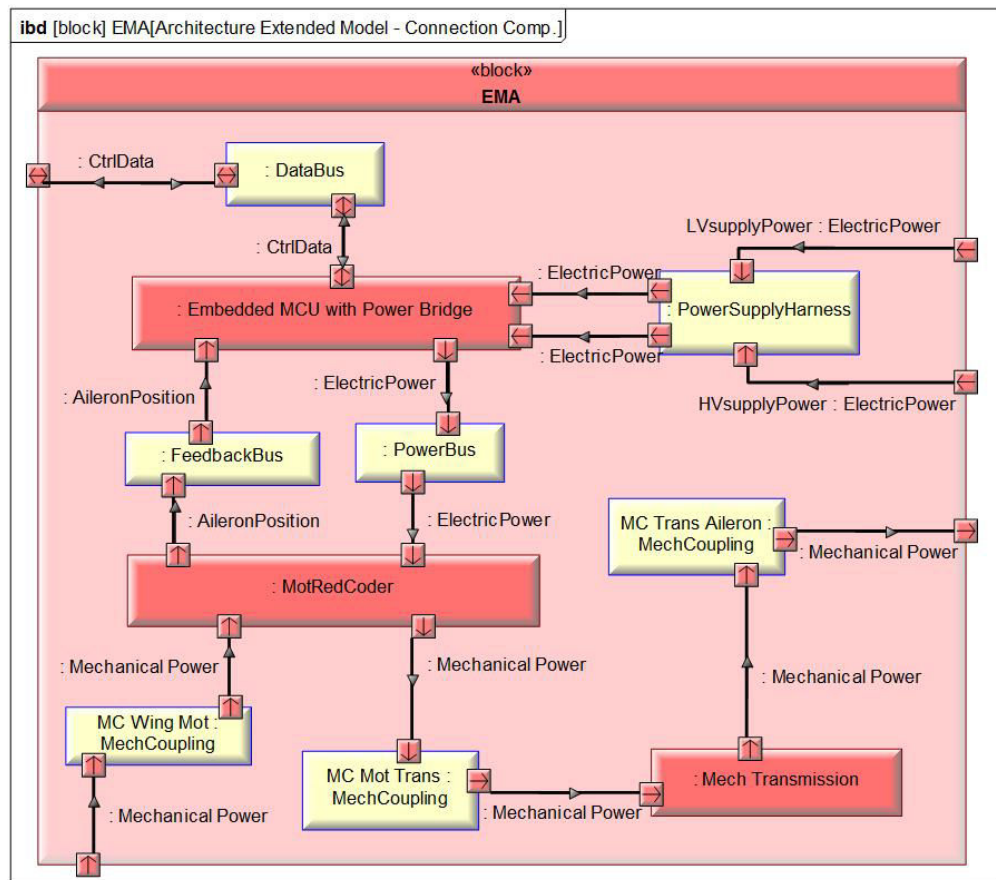 ibd [block] EMA[Architecture Extended Model - Connection Comp.]
«block»
EMA
: CtrlData
: DataBus
: CtrlData
LVsupplyPower : ElectricPower
: ElectricPower
: Embedded MCU with Power Bridge
: PowerSupplyHarness
: ElectricPower
: ElectricPower
: AileronPosition
HVsupplyPower : ElectricPower
: FeedbackBus
: PowerBus
: AileronPosition
: ElectricPower
MC Trans Aileron :
MechCoupling
: Mechanical Power
: MotRedCoder
: Mechanical Power
: Mechanical Power
: Mechanical Power
MC Wing Mot :
MechCoupling
MC Mot Trans :
MechCoupling
: Mech Transmission
: Mechanical Power
: Mechanical Power